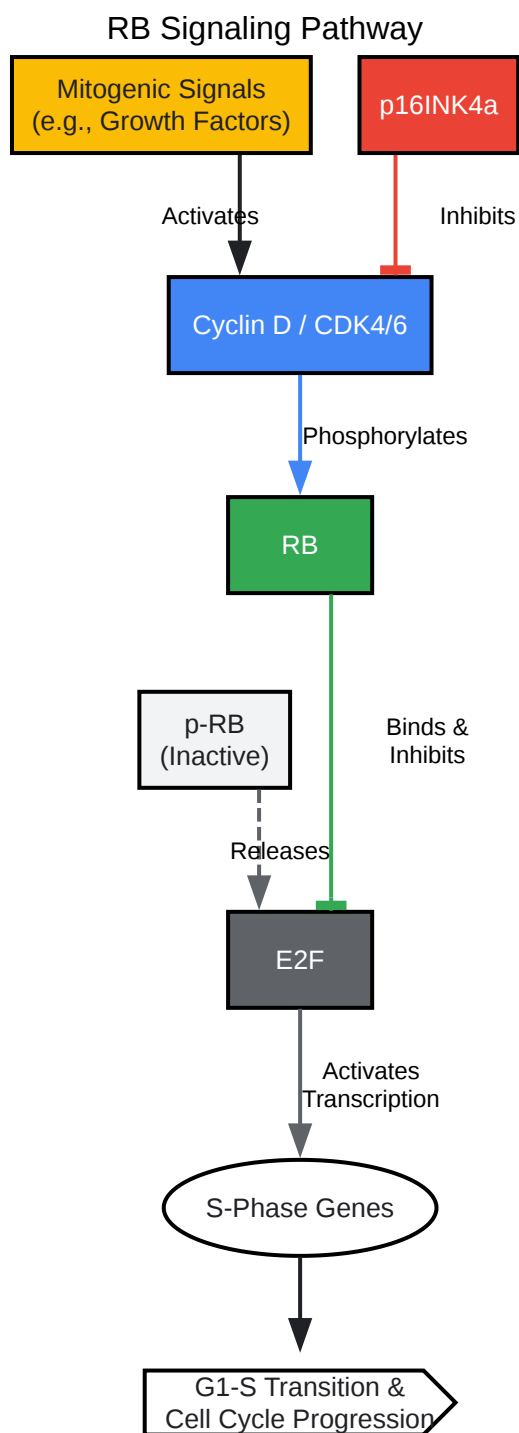 RB Signaling Pathway
Mitogenic Signals
(e.g., Growth Factors)
p16INK4a
Activates
Inhibits
Cyclin D / CDK4/6
Phosphorylates
RB
p-RB
(Inactive)
Binds &
Inhibits
Releases
E2F
Activates
Transcription
S-Phase Genes
G1-S Transition &
Cell Cycle Progression